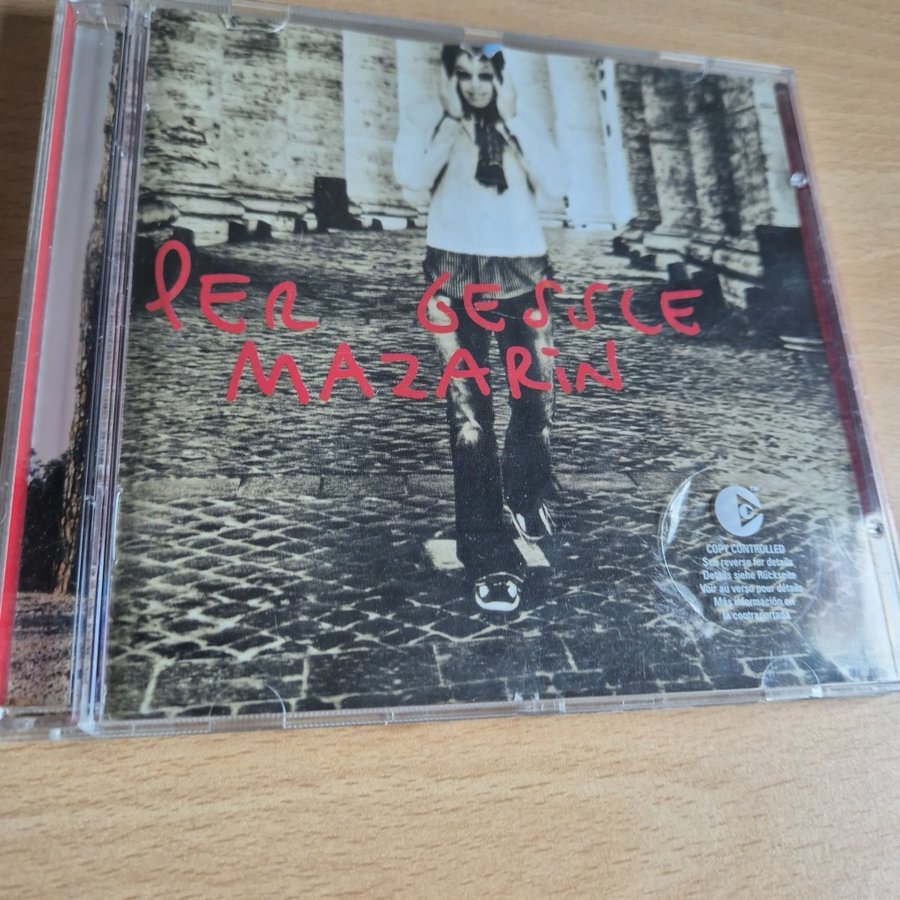 PER GESSLE
MAZARiN
COPY CONTROLLED
See reverse for details
Details siehe Rückseite
Voir au verso pour détails
Más información en
la contraportada